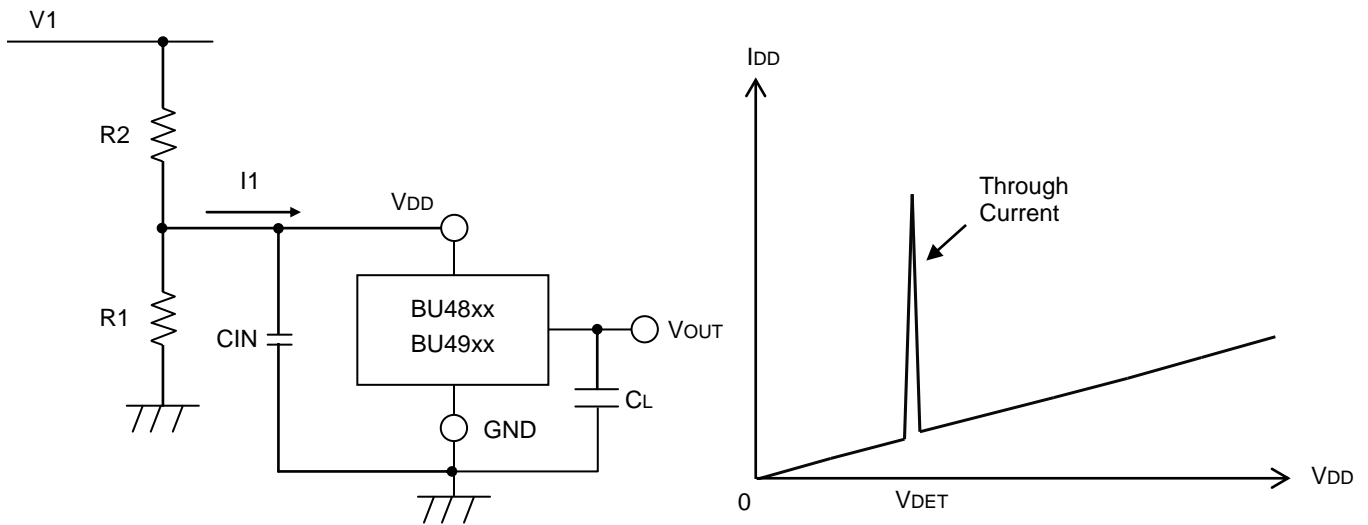 V1
R2
I1
VDD
R1
CIN
BU48xx
BU49xx
VOUT
CL
GND
IDD
Through
Current
0
VDET
VDD